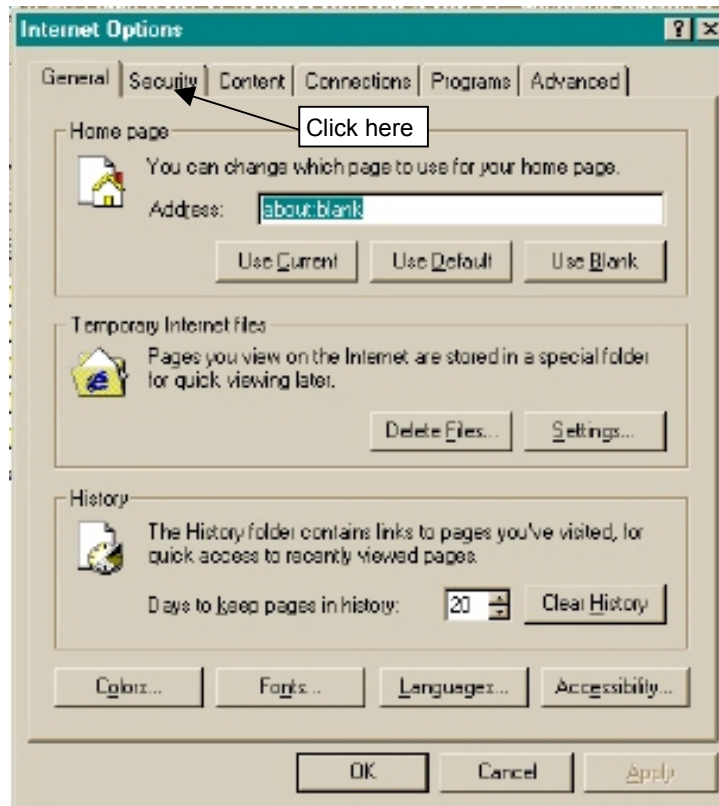 Internet Options
General Security Content Connections Programs Advanced
Click here
Home page
You can change which page to use for your home page.
Address: about:blank
Use Current Use Default Use Blank
Temporary Internet files
Pages you view on the Internet are stored in a special folder
for quick viewing later.
Delete Files... Settings...
History
The History folder contains links to pages you've visited, for
quick access to recently viewed pages.
Days to keep pages in history: 20 Clear History
Colors... Fonts... Languages... Accessibility...
OK Cancel Apply